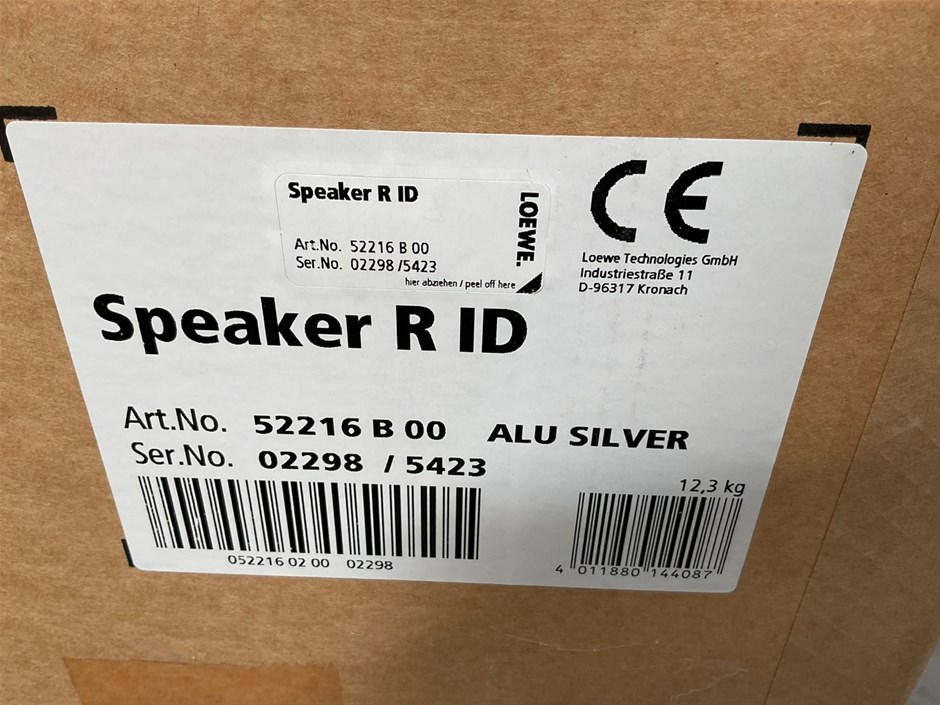 Speaker R ID
LOEWE.
Art.No. 52216 B 00
Ser.No. 02298 /5423
hier abziehen / peel off here
CE
Loewe Technologies GmbH
Industriestraße 11
D-96317 Kronach
Speaker R ID
Art.No. 52216 B 00 ALU SILVER
Ser.No. 02298 / 5423
12,3 kg
052216 02 00 02298
4 011880 144087